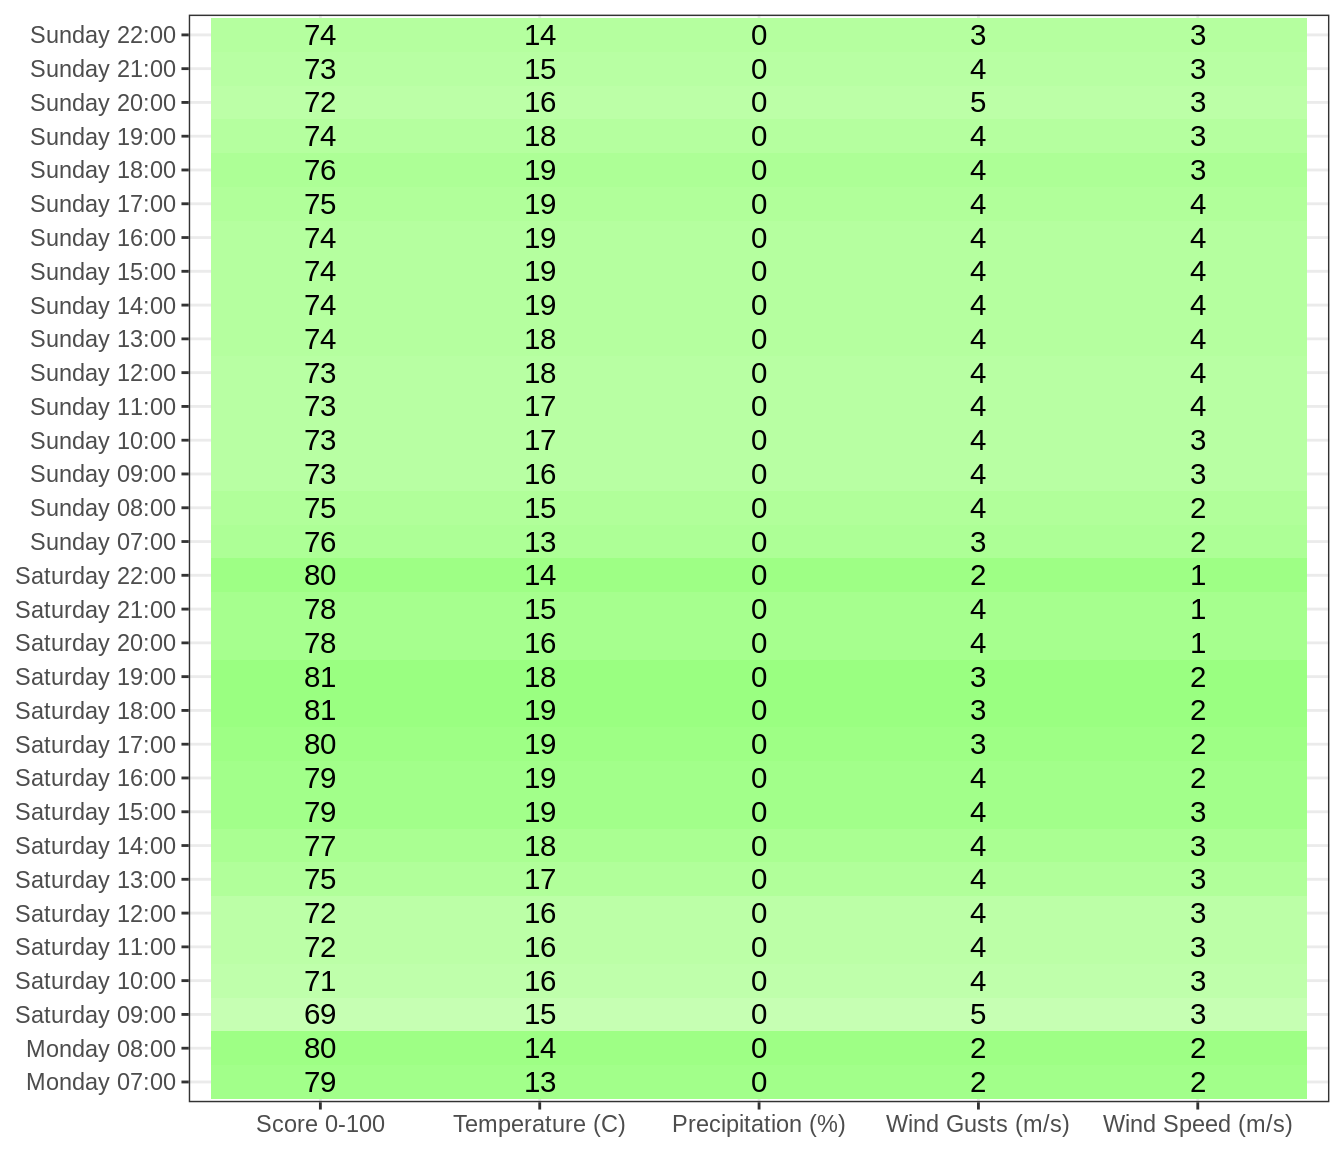 Sunday 22:00 74 14 0 3 3
Sunday 21:00 73 15 0 4 3
Sunday 20:00 72 16 0 5 3
Sunday 19:00 74 18 0 4 3
Sunday 18:00 76 19 0 4 3
Sunday 17:00 75 19 0 4 4
Sunday 16:00 74 19 0 4 4
Sunday 15:00 74 19 0 4 4
Sunday 14:00 74 19 0 4 4
Sunday 13:00 74 18 0 4 4
Sunday 12:00 73 18 0 4 4
Sunday 11:00 73 17 0 4 4
Sunday 10:00 73 17 0 4 3
Sunday 09:00 73 16 0 4 3
Sunday 08:00 75 15 0 4 2
Sunday 07:00 76 13 0 3 2
Saturday 22:00 80 14 0 2 1
Saturday 21:00 78 15 0 4 1
Saturday 20:00 78 16 0 4 1
Saturday 19:00 81 18 0 3 2
Saturday 18:00 81 19 0 3 2
Saturday 17:00 80 19 0 3 2
Saturday 16:00 79 19 0 4 2
Saturday 15:00 79 19 0 4 3
Saturday 14:00 77 18 0 4 3
Saturday 13:00 75 17 0 4 3
Saturday 12:00 72 16 0 4 3
Saturday 11:00 72 16 0 4 3
Saturday 10:00 71 16 0 4 3
Saturday 09:00 69 15 0 5 3
Monday 08:00 80 14 0 2 2
Monday 07:00 79 13 0 2 2
Score 0-100 Temperature (C) Precipitation (%) Wind Gusts (m/s) Wind Speed (m/s)